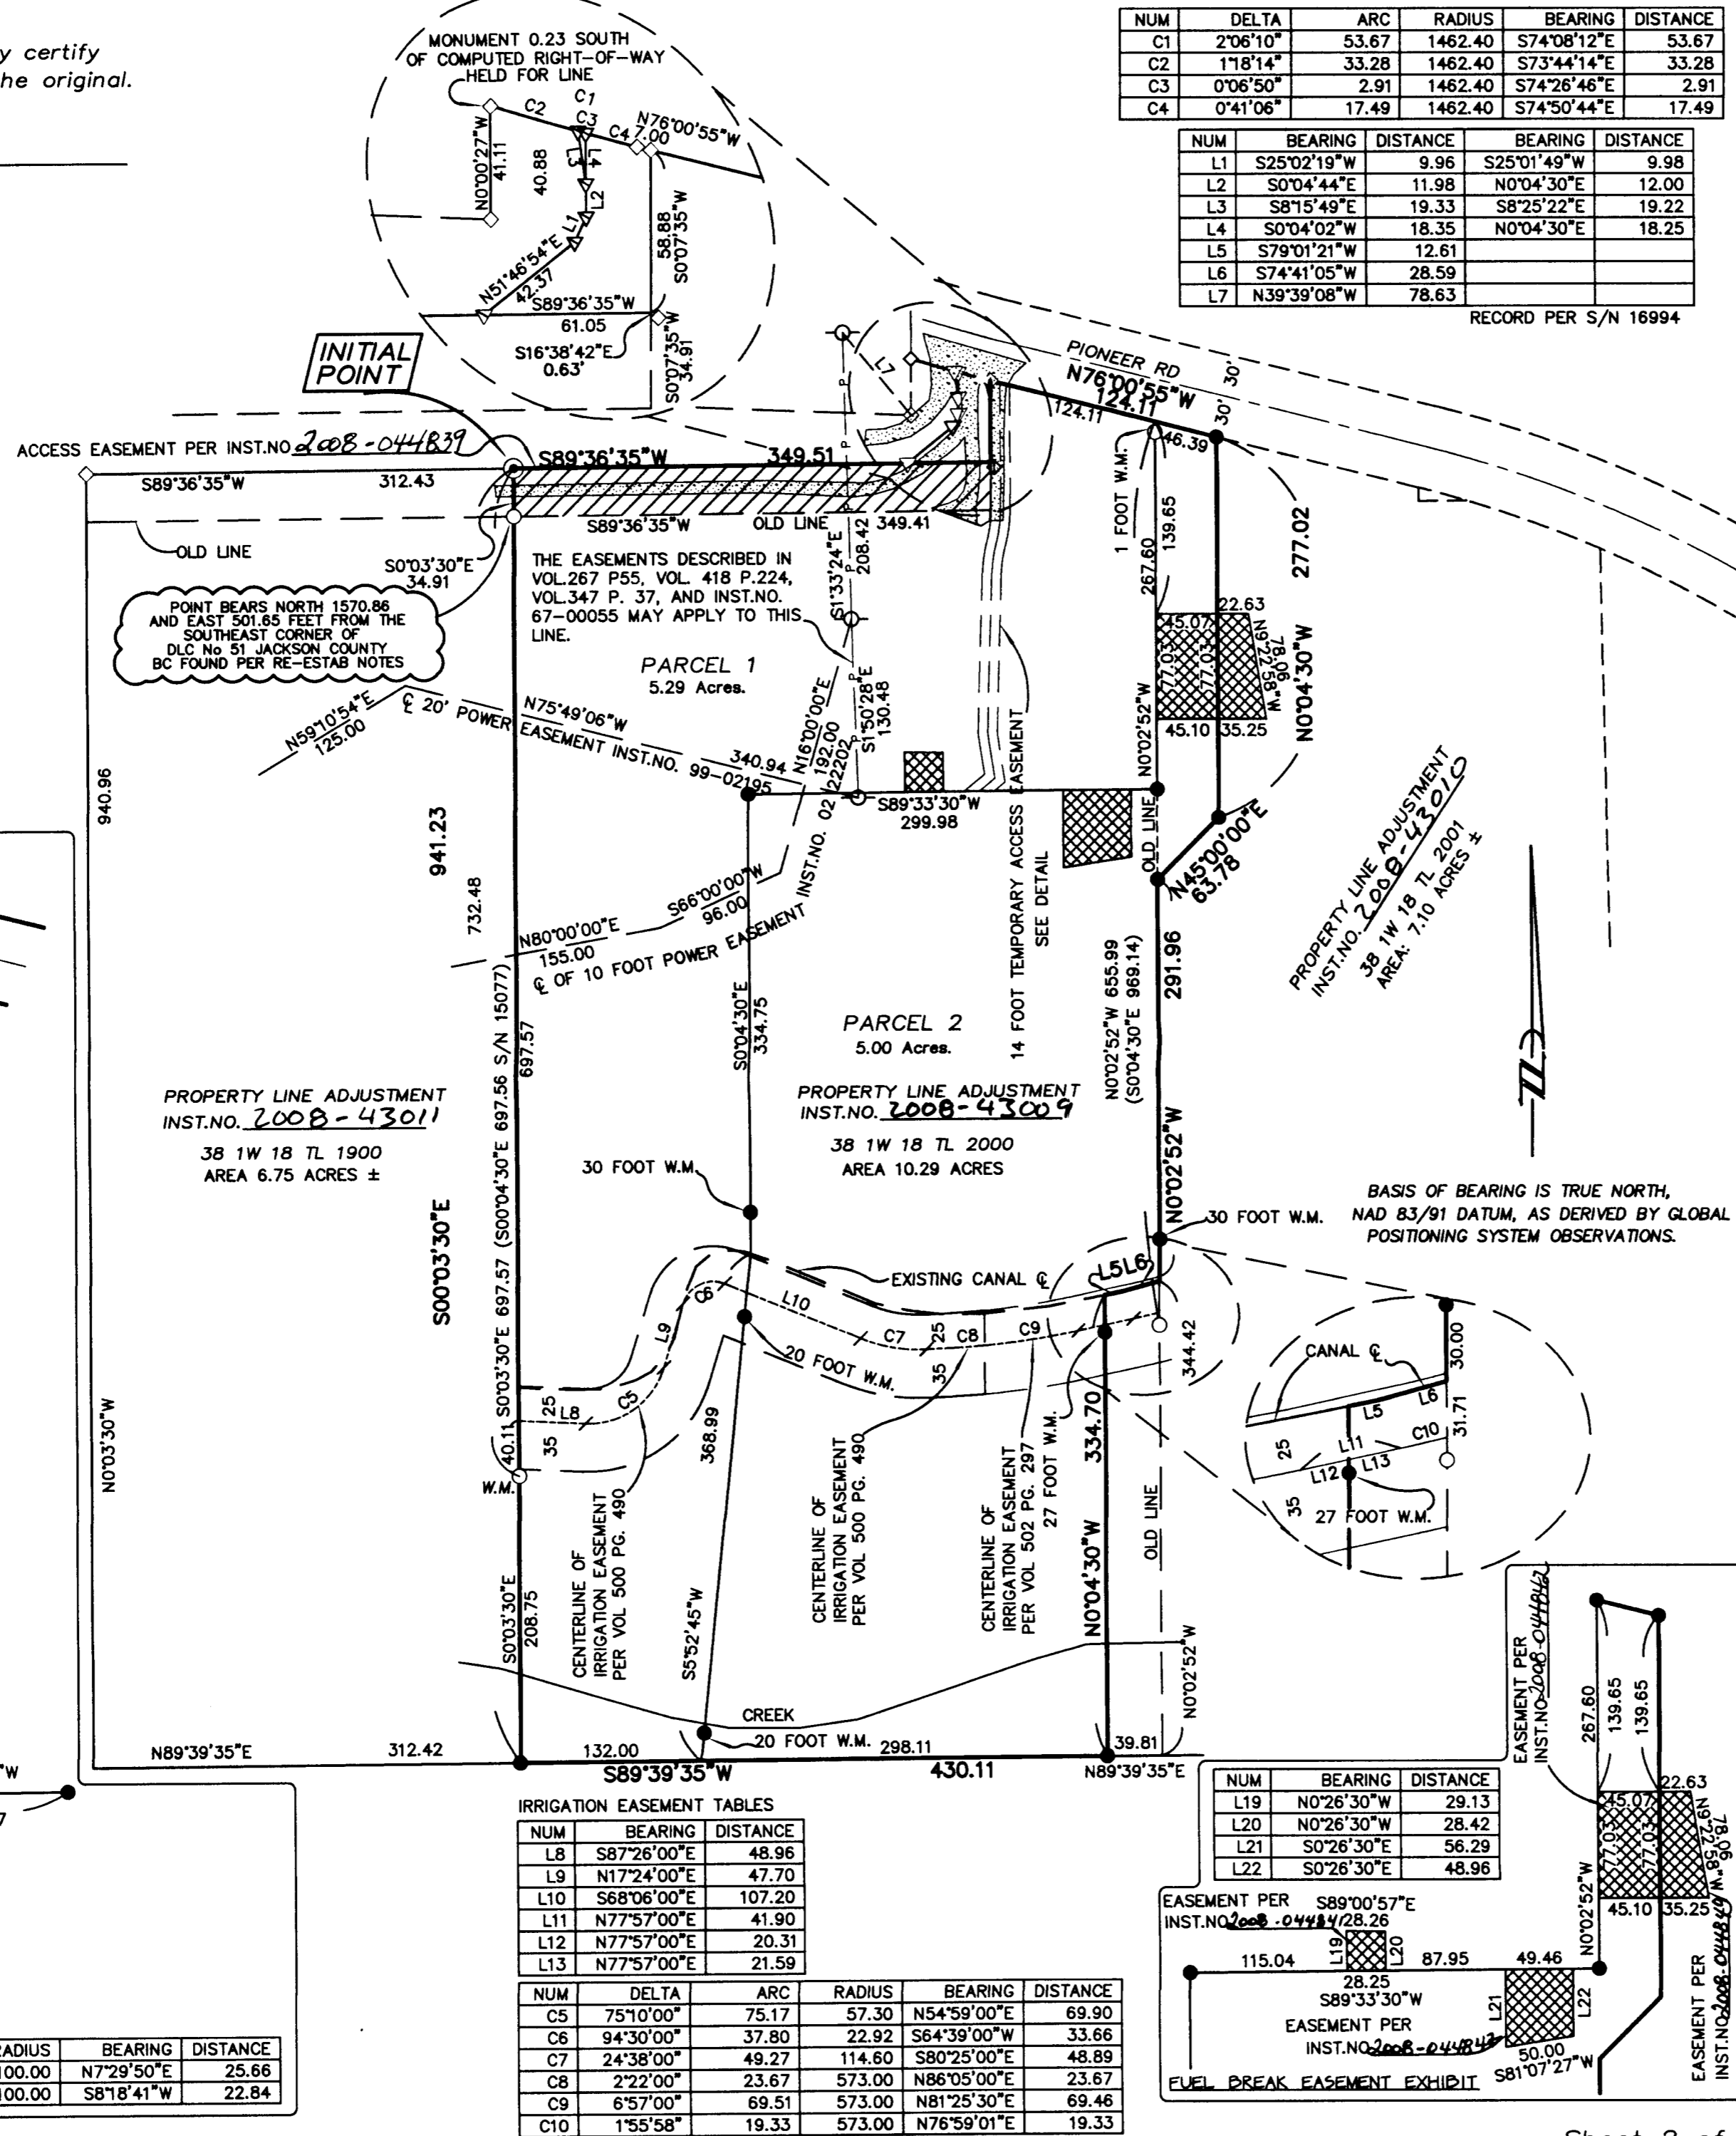 y certify
he original.
MONUMENT 0.23 SOUTH
OF COMPUTED RIGHT-OF-WAY
HELD FOR LINE
C1
C2
C3
C4 7.00
N76°00'55"W
N0°00'27"W
41.11
40.88
L3
L4
L2
L1
N51°46'54"E
42.37
58.88
S0°07'35"W
S89°36'35"W
61.05
S16°38'42"E
0.63'
S0°07'35"W
34.91
NUM DELTA ARC RADIUS BEARING DISTANCE
C1 2°06'10" 53.67 1462.40 S74°08'12"E 53.67
C2 1°18'14" 33.28 1462.40 S73°44'14"E 33.28
C3 0°06'50" 2.91 1462.40 S74°26'46"E 2.91
C4 0°41'06" 17.49 1462.40 S74°50'44"E 17.49
NUM BEARING DISTANCE BEARING DISTANCE
L1 S25°02'19"W 9.96 S25°01'49"W 9.98
L2 S0°04'44"E 11.98 N0°04'30"E 12.00
L3 S8°15'49"E 19.33 S8°25'22"E 19.22
L4 S0°04'02"W 18.35 N0°04'30"E 18.25
L5 S79°01'21"W 12.61
L6 S74°41'05"W 28.59
L7 N39°39'08"W 78.63
RECORD PER S/N 16994
INITIAL
POINT
L7
PIONEER RD
30'
30'
N76°00'55"W
124.11
124.11
46.39
ACCESS EASEMENT PER INST.NO 2008-044839
S89°36'35"W 349.51
S89°36'35"W 312.43
S89°36'35"W OLD LINE 349.41
OLD LINE
S0°03'30"E
34.91
POINT BEARS NORTH 1570.86
AND EAST 501.65 FEET FROM THE
SOUTHEAST CORNER OF
DLC No 51 JACKSON COUNTY
BC FOUND PER RE-ESTAB NOTES
THE EASEMENTS DESCRIBED IN
VOL.267 P55, VOL. 418 P.224,
VOL.347 P. 37, AND INST.NO.
67-00055 MAY APPLY TO THIS
LINE.
S1°33'24"E
208.42
1 FOOT W.M.
267.60
139.65
277.02
22.63
45.07
77.03
77.03
N9°22'58"W
78.06
45.10
35.25
N0°04'30"W
N0°02'52"W
PARCEL 1
5.29 Acres.
N59°10'54"E
125.00
N75°49'06"W
340.94
℄ 20' POWER EASEMENT INST.NO. 99-02195
N16°00'00"E
192.00
INST.NO. 02 22202
S1°50'28"E
130.48
S89°33'30"W
299.98
OLD LINE
N45°00'00"E
63.78
940.96
941.23
732.48
S66°00'00"W
96.00
N80°00'00"E
155.00
℄ OF 10 FOOT POWER EASEMENT
14 FOOT TEMPORARY ACCESS EASEMENT
SEE DETAIL
PROPERTY LINE ADJUSTMENT
INST.NO. 2008-43010
38 1W 18 TL 2001
AREA: 7.10 ACRES ±
S0°04'30"E
334.75
PARCEL 2
5.00 Acres.
N0°02'52"W 655.99
(S0°04'30"E 969.14)
291.96
N0°02'52"W
697.57
S0°03'30"E 697.57 (S00°04'30"E 697.56 S/N 15077)
S00°03'30"E
PROPERTY LINE ADJUSTMENT
INST.NO. 2008-43011
38 1W 18 TL 1900
AREA 6.75 ACRES ±
PROPERTY LINE ADJUSTMENT
INST.NO. 2008-43009
38 1W 18 TL 2000
AREA 10.29 ACRES
30 FOOT W.M.
30 FOOT W.M.
BASIS OF BEARING IS TRUE NORTH,
NAD 83/91 DATUM, AS DERIVED BY GLOBAL
POSITIONING SYSTEM OBSERVATIONS.
EXISTING CANAL ℄
L5 L6
C6
L10
L9
C7
25
C8
C9
35
20 FOOT W.M.
C5
L8
25
35
40.11
W.M.
368.99
344.42
334.70
27 FOOT W.M.
CANAL ℄
30.00
L6
L5
31.71
C10
L11
25
L12
L13
35
27 FOOT W.M.
N0°03'30"W
S0°03'30"E
208.75
CENTERLINE OF
IRRIGATION EASEMENT
PER VOL 500 PG. 490
CENTERLINE OF
IRRIGATION EASEMENT
PER VOL 500 PG. 490
CENTERLINE OF
IRRIGATION EASEMENT
PER VOL 502 PG. 297
S5°52'45"W
N0°04'30"W
OLD LINE
N0°02'52"W
CREEK
20 FOOT W.M.
N89°39'35"E 312.42
132.00
298.11
39.81
S89°39'35"W 430.11
N89°39'35"E
"W
7
IRRIGATION EASEMENT TABLES
NUM BEARING DISTANCE
L8 S87°26'00"E 48.96
L9 N17°24'00"E 47.70
L10 S68°06'00"E 107.20
L11 N77°57'00"E 41.90
L12 N77°57'00"E 20.31
L13 N77°57'00"E 21.59
NUM DELTA ARC RADIUS BEARING DISTANCE
C5 75°10'00" 75.17 57.30 N54°59'00"E 69.90
C6 94°30'00" 37.80 22.92 S64°39'00"W 33.66
C7 24°38'00" 49.27 114.60 S80°25'00"E 48.89
C8 2°22'00" 23.67 573.00 N86°05'00"E 23.67
C9 6°57'00" 69.51 573.00 N81°25'30"E 69.46
C10 1°55'58" 19.33 573.00 N76°59'01"E 19.33
RADIUS BEARING DISTANCE
100.00 N7°29'50"E 25.66
100.00 S8°18'41"W 22.84
NUM BEARING DISTANCE
L19 N0°26'30"W 29.13
L20 N0°26'30"W 28.42
L21 S0°26'30"E 56.29
L22 S0°26'30"E 48.96
EASEMENT PER
INST.NO 2008-044842
267.60
139.65
139.65
22.63
45.07
77.03
77.03
N9°22'58"W
78.06
45.10
35.25
N0°02'52"W
EASEMENT PER
INST.NO
EASEMENT PER
INST.NO 2008-044841
S89°00'57"E
28.26
L19
L20
115.04
87.95
49.46
28.25
S89°33'30"W
L21
L22
EASEMENT PER
INST.NO 2008-044843
50.00
S81°07'27"W
FUEL BREAK EASEMENT EXHIBIT